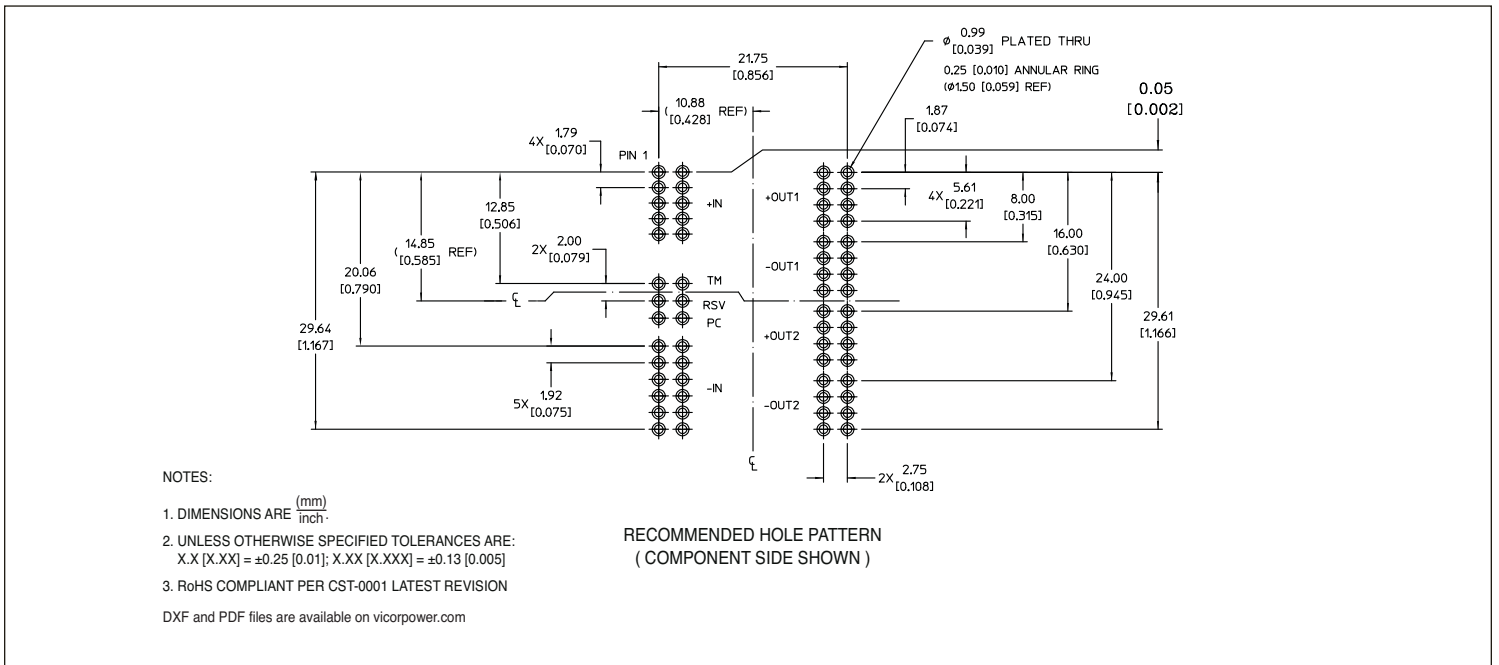 ø 0.99 [0.039] PLATED THRU
0.25 [0.010] ANNULAR RING
(ø1.50 [0.059] REF)
21.75
[0.856]
0.05
[0.002]
( 10.88 [0.428] REF)
1.87
[0.074]
4X 1.79 [0.070]
PIN 1
+IN
+OUT1
4X 5.61 [0.221]
8.00
[0.315]
12.85
[0.506]
16.00
[0.630]
( 14.85 [0.585] REF)
2X 2.00 [0.079]
-OUT1
20.06
[0.790]
TM
24.00
[0.945]
℄
RSV
PC
29.64
[1.167]
+OUT2
29.61
[1.166]
-IN
5X 1.92 [0.075]
-OUT2
℄
2X 2.75 [0.108]
NOTES:
1. DIMENSIONS ARE (mm)/inch.
2. UNLESS OTHERWISE SPECIFIED TOLERANCES ARE:
X.X [X.XX] = ±0.25 [0.01]; X.XX [X.XXX] = ±0.13 [0.005]
3. RoHS COMPLIANT PER CST-0001 LATEST REVISION
DXF and PDF files are available on vicorpower.com
RECOMMENDED HOLE PATTERN
( COMPONENT SIDE SHOWN )